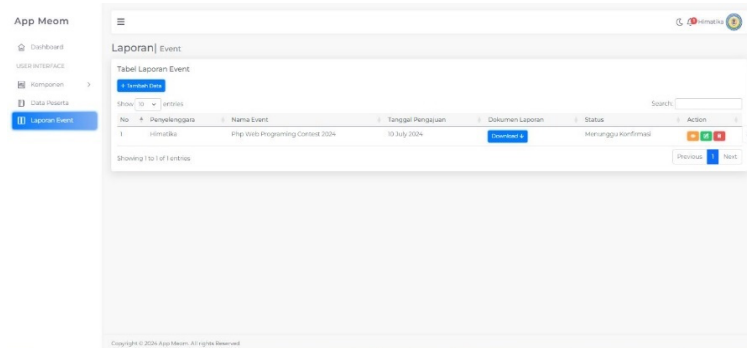 App Meom
Himatika
Dashboard
Laporan| Event
USER INTERFACE
Tabel Laporan Event
Komponen
+ Tambah Data
Data Peserta
Show 10 entries
Search:
Laporan Event
No Penyelenggara Nama Event Tanggal Pengajuan Dokumen Laporan Status Action
1 Himatika Php Web Programing Contest 2024 10 July 2024 Download Menunggu Konfirmasi
Showing 1 to 1 of 1 entries
Previous 1 Next
Copyright © 2024 App Meom. All rights Reserved